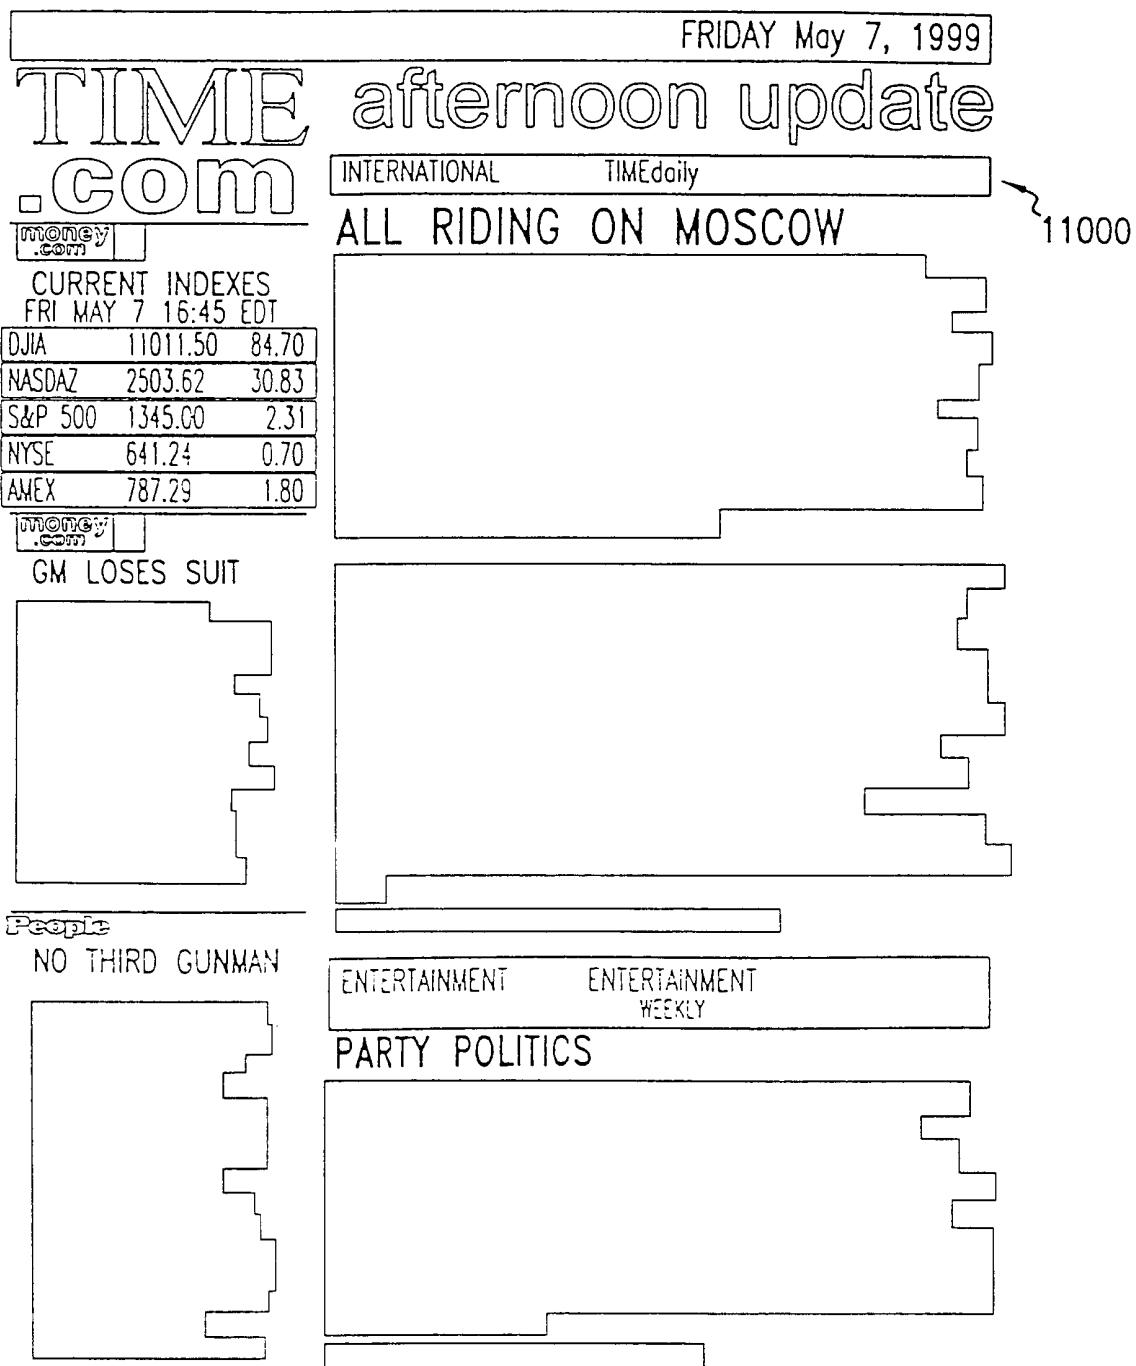 FRIDAY May 7, 1999
TIME
.com
afternoon update
INTERNATIONAL TIMEdaily
11000
ALL RIDING ON MOSCOW
money
.com
CURRENT INDEXES
FRI MAY 7 16:45 EDT
DJIA 11011.50 84.70
NASDAZ 2503.62 30.83
S&P 500 1345.00 2.31
NYSE 641.24 0.70
AMEX 787.29 1.80
money
.com
GM LOSES SUIT
People
NO THIRD GUNMAN
ENTERTAINMENT ENTERTAINMENT
WEEKLY
PARTY POLITICS